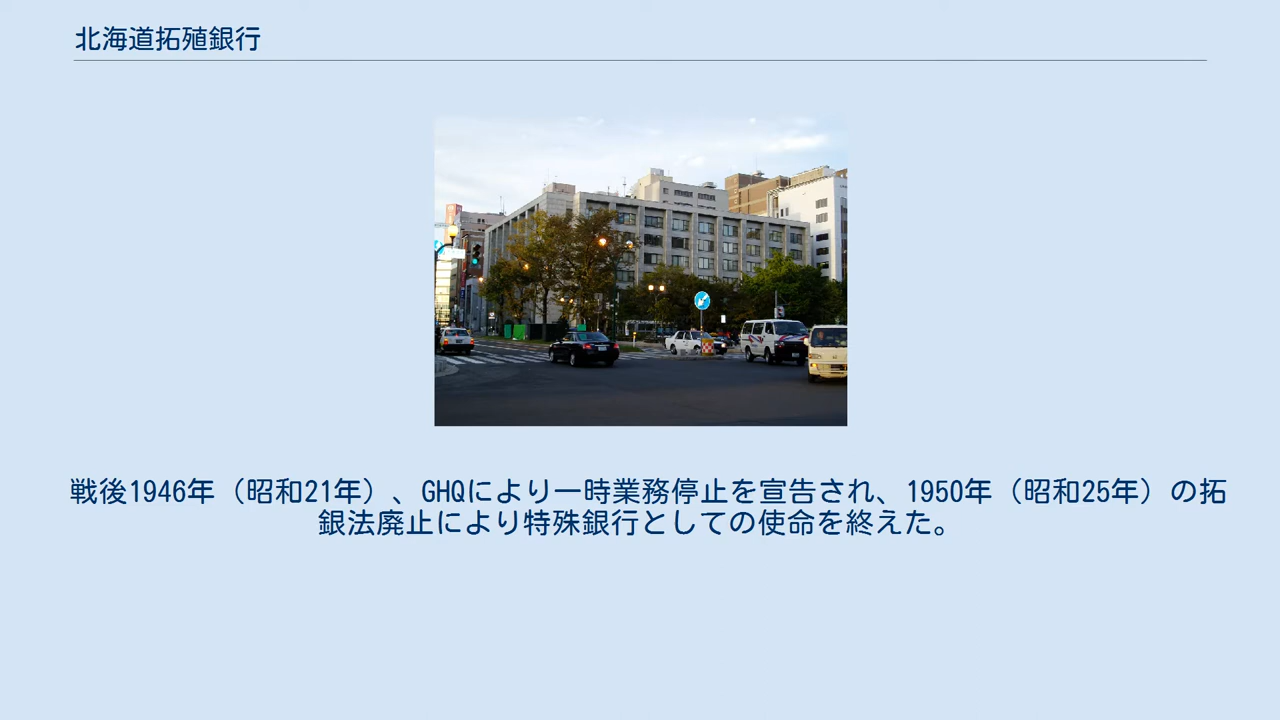 北海道拓殖銀行
戦後1946年（昭和21年）、GHQにより一時業務停止を宣告され、1950年（昭和25年）の拓
銀法廃止により特殊銀行としての使命を終えた。